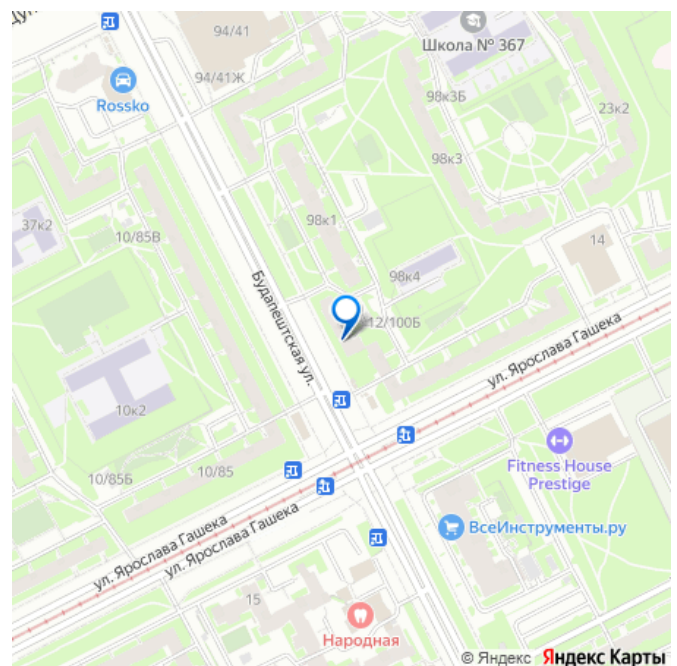 94/41
Школа № 367
94/41Ж
Rossko
98к3Б
23к2
98к3
37к2
10/85В
98к1
14
98к4
Будапештская ул.
12/100Б
ул. Ярослава Гашека
10к2
10/85Б
10/85
Fitness House
Prestige
ВсеИнструменты.ру
ул. Ярослава Гашека
ул. Ярослава Гашека
15
Народная
© Яндекс Яндекс Карты